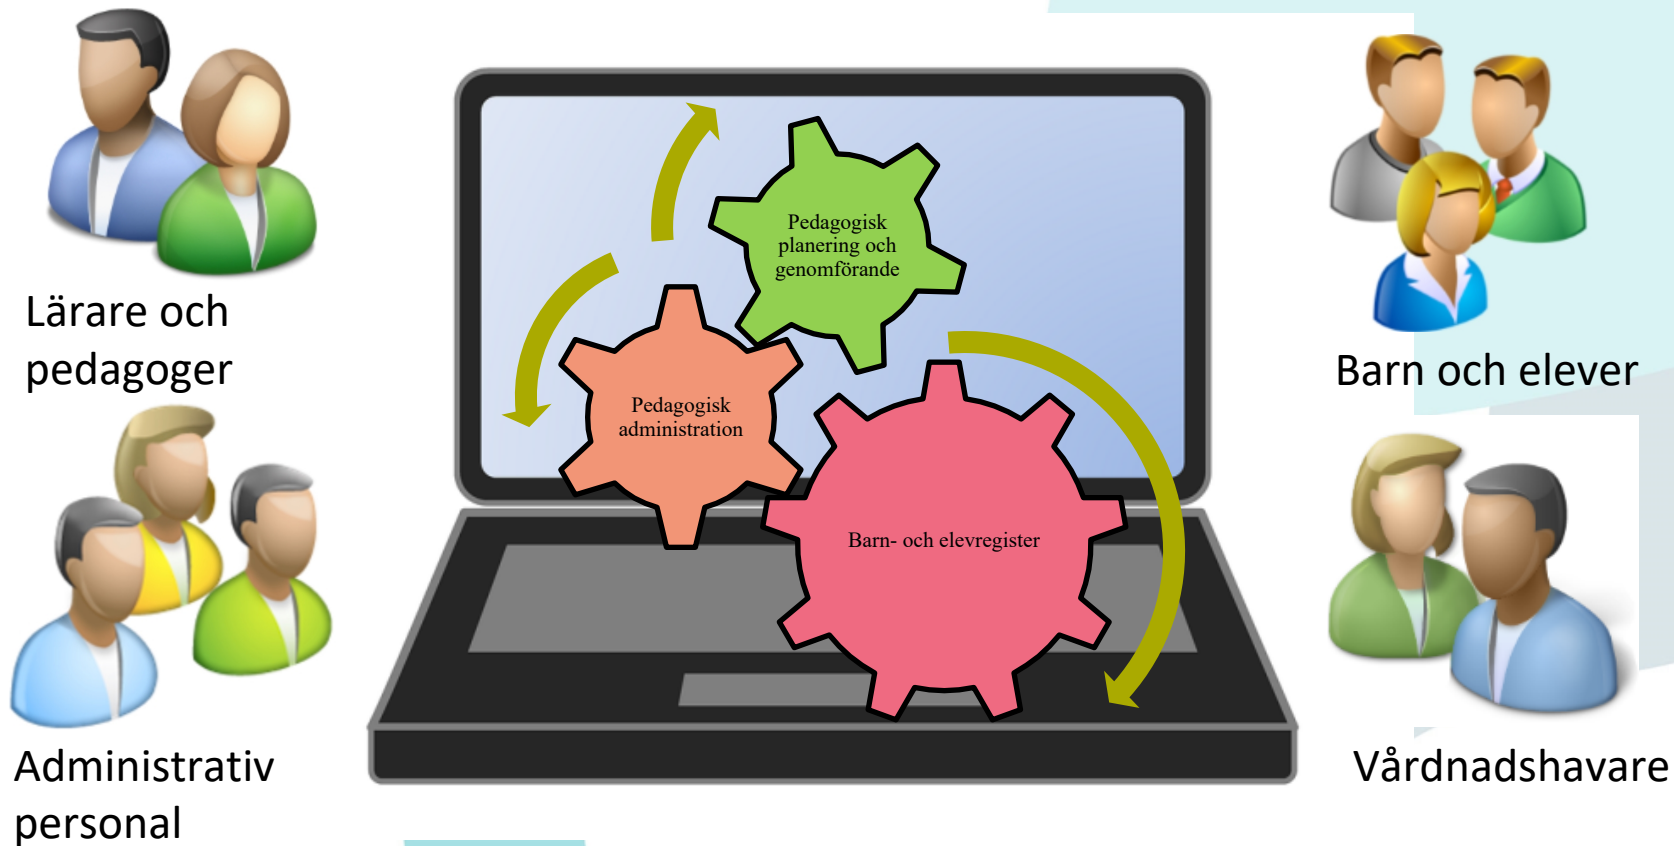 Lärare och
pedagoger
Administrativ
personal
Pedagogisk
planering och
genomförande
Pedagogisk
administration
Barn- och elevregister
Barn och elever
Vårdnadshavare